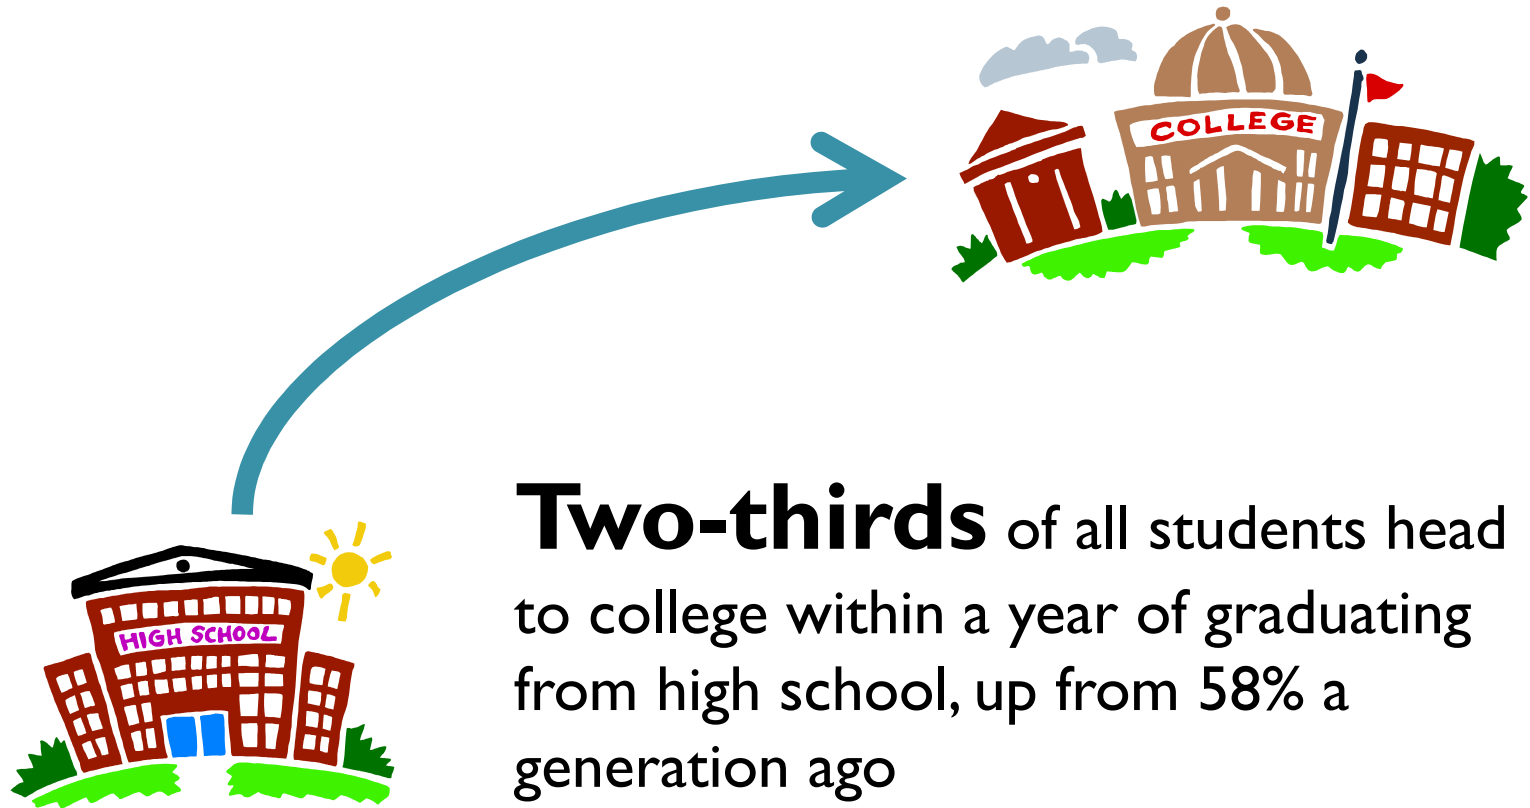 COLLEGE
HIGH SCHOOL
Two-thirds of all students head
to college within a year of graduating
from high school, up from 58% a
generation ago